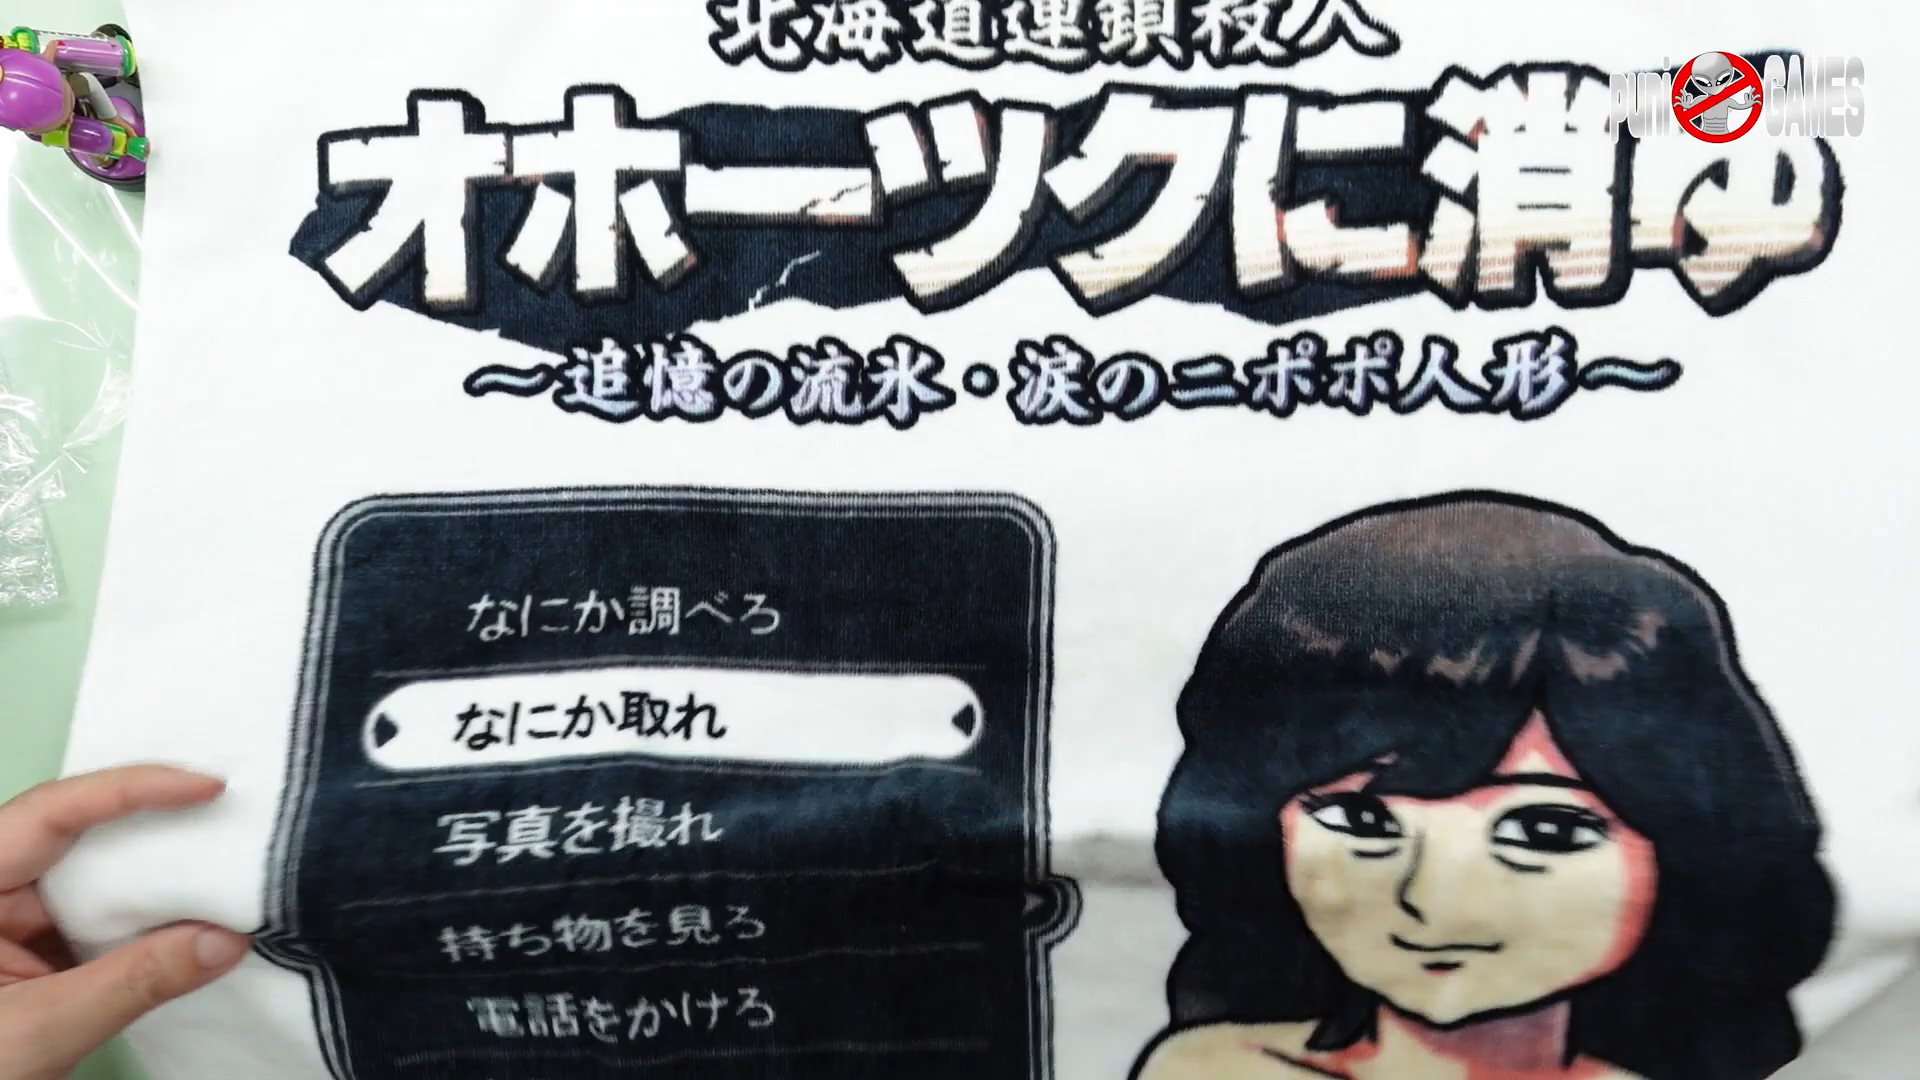 北海道連鎖殺人
オホーツクに消ゆ
～追憶の流氷・涙のニポポ人形～
puni GAMES
なにか調べろ
なにか取れ
写真を撮れ
持ち物を見ろ
電話をかけろ